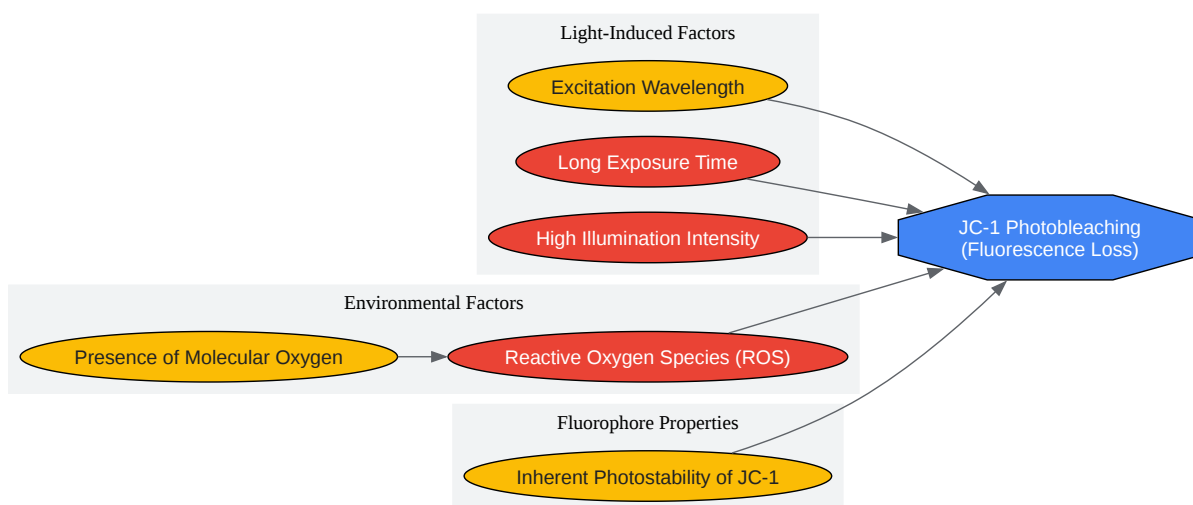 Light-Induced Factors
Excitation Wavelength
Long Exposure Time
High Illumination Intensity
JC-1 Photobleaching
(Fluorescence Loss)
Environmental Factors
Presence of Molecular Oxygen
Reactive Oxygen Species (ROS)
Fluorophore Properties
Inherent Photostability of JC-1